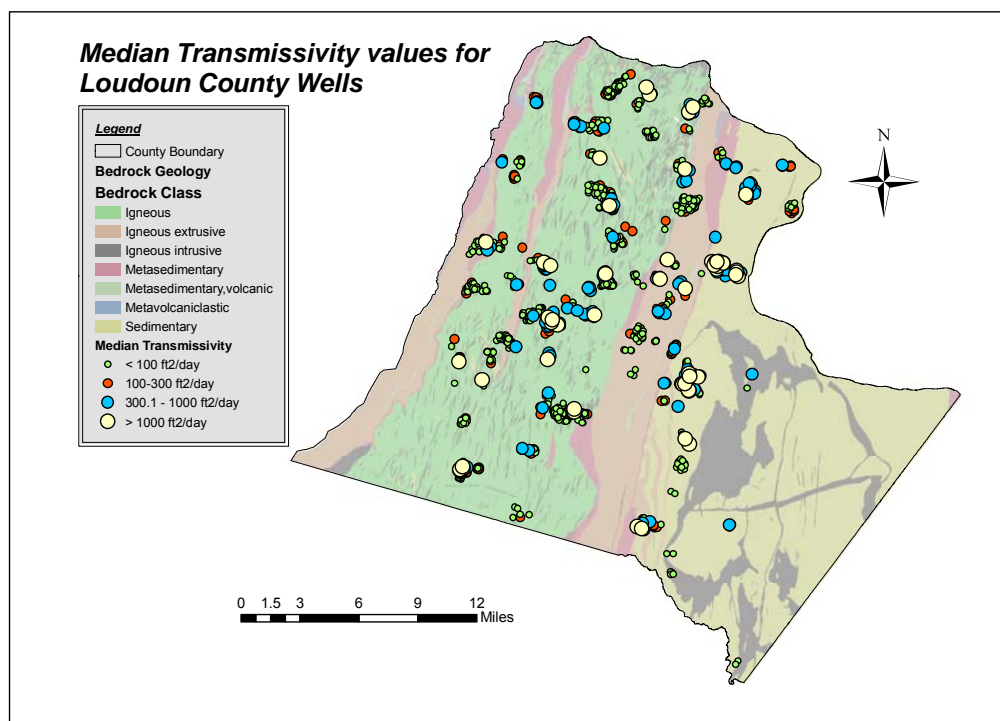 Median Transmissivity values for
Loudoun County Wells
Legend
County Boundary
Bedrock Geology
Bedrock Class
Igneous
Igneous extrusive
Igneous intrusive
Metasedimentary
Metasedimentary,volcanic
Metavolcaniclastic
Sedimentary
Median Transmissivity
< 100 ft2/day
100-300 ft2/day
300.1 - 1000 ft2/day
> 1000 ft2/day
N
0 1.5 3 6 9 12
Miles